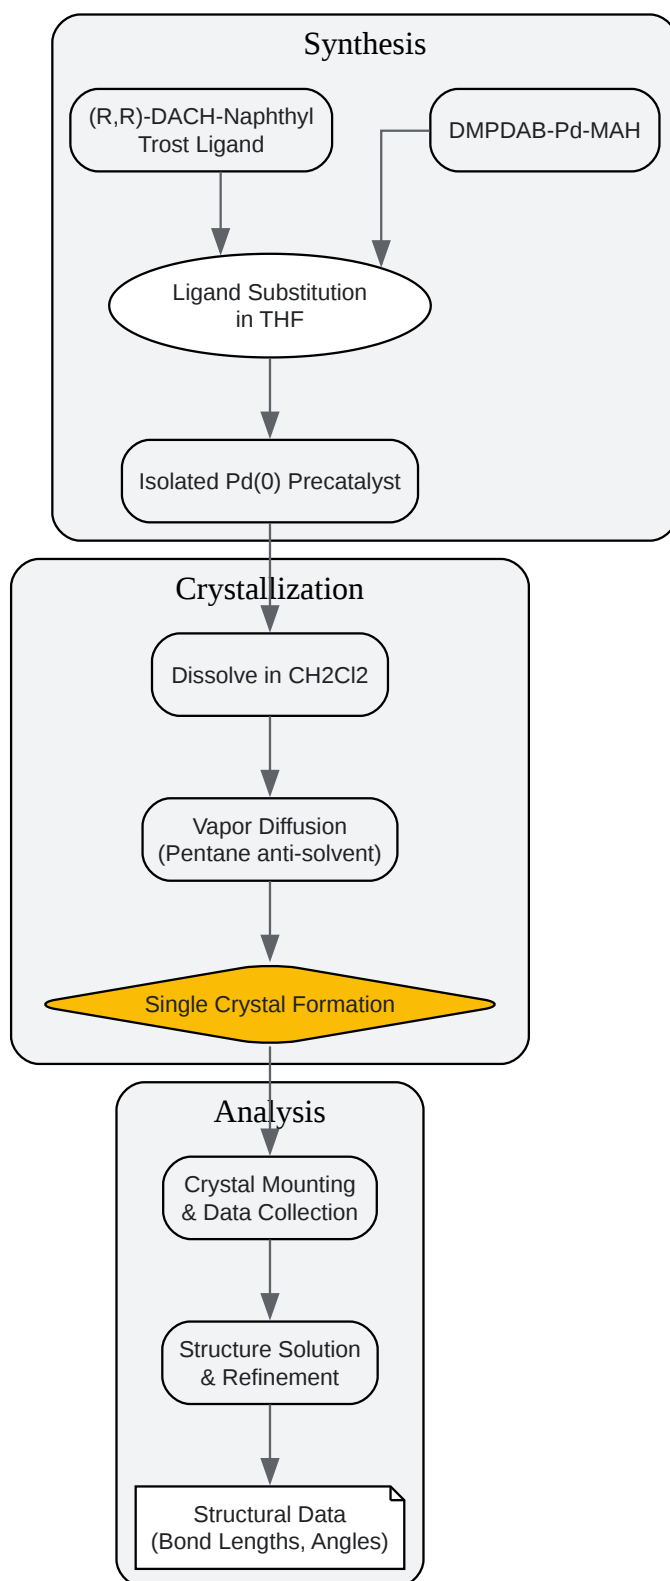 Synthesis
(R,R)-DACH-Naphthyl
Trost Ligand
DMPDAB-Pd-MAH
Ligand Substitution
in THF
Isolated Pd(0) Precatalyst
Crystallization
Dissolve in CH2Cl2
Vapor Diffusion
(Pentane anti-solvent)
Single Crystal Formation
Analysis
Crystal Mounting
& Data Collection
Structure Solution
& Refinement
Structural Data
(Bond Lengths, Angles)